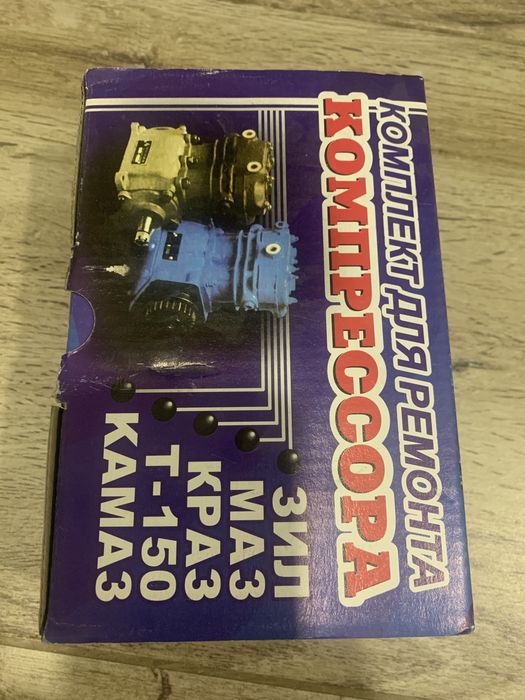 КОМПЛЕКТ ДЛЯ РЕМОНТА
КОМПРЕССОРА
ЗИЛ
МАЗ
КРАЗ
Т-150
КАМАЗ